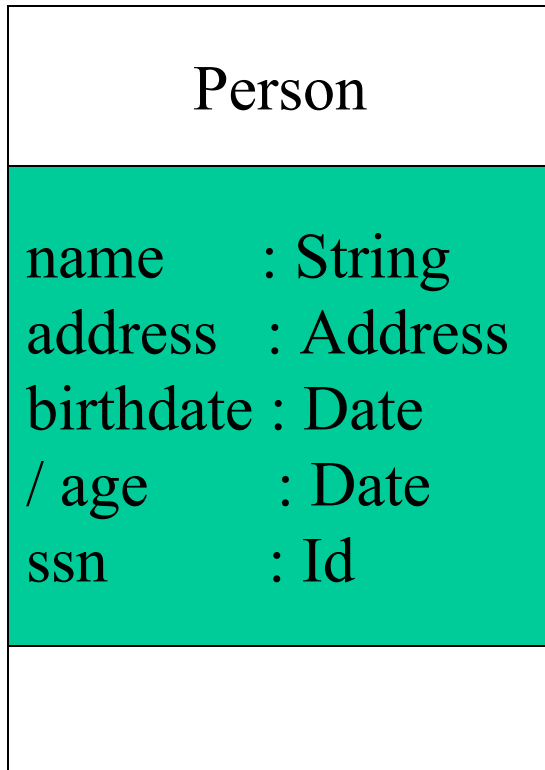 Person
name : String
address : Address
birthdate : Date
/ age : Date
ssn : Id